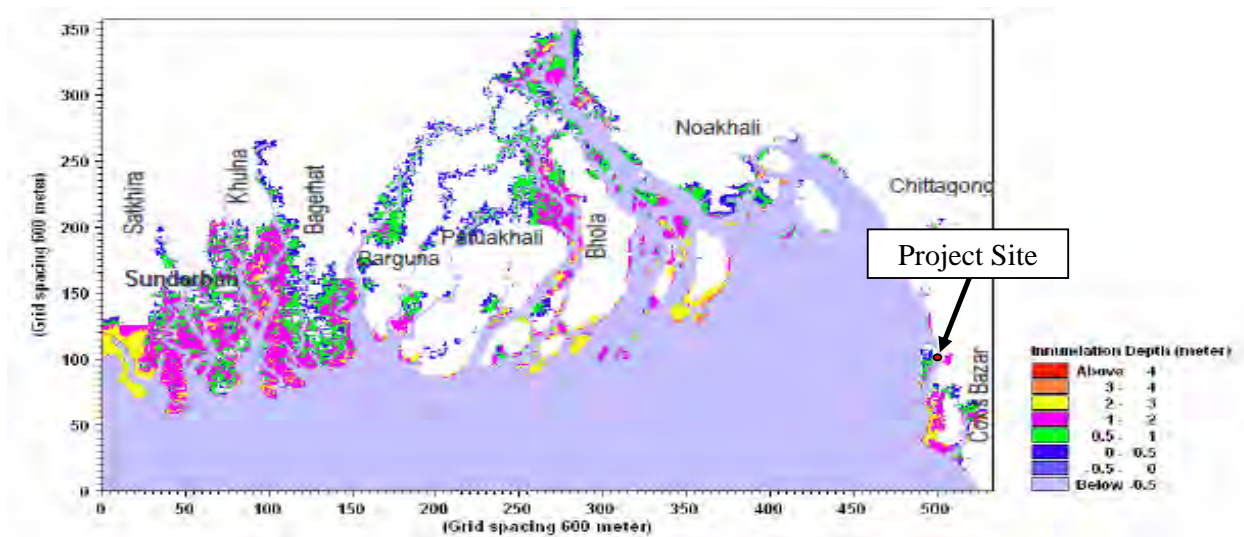 350
300
250
200
150
100
50
0
(Grid spacing 600 meter)
Satkhira
Khulna
Bagerhat
Sundarban
Barguna
Patuakhali
Bhola
Noakhali
Chittagong
Project Site
Cox's Bazar
0 50 100 150 200 250 300 350 400 450 500
(Grid spacing 600 meter)
Innundation Depth (meter)
Above 4
3 - 4
2 - 3
1 - 2
0.5 - 1
0 - 0.5
-0.5 - 0
Below -0.5